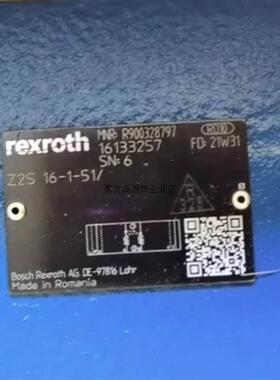 rexroth
MNR: R900328797
16133257
SN: 6
FD: 21W31
Z2S 16-1-51/
Bosch Rexroth AG. DE-97816 Lohr
Made in Romania